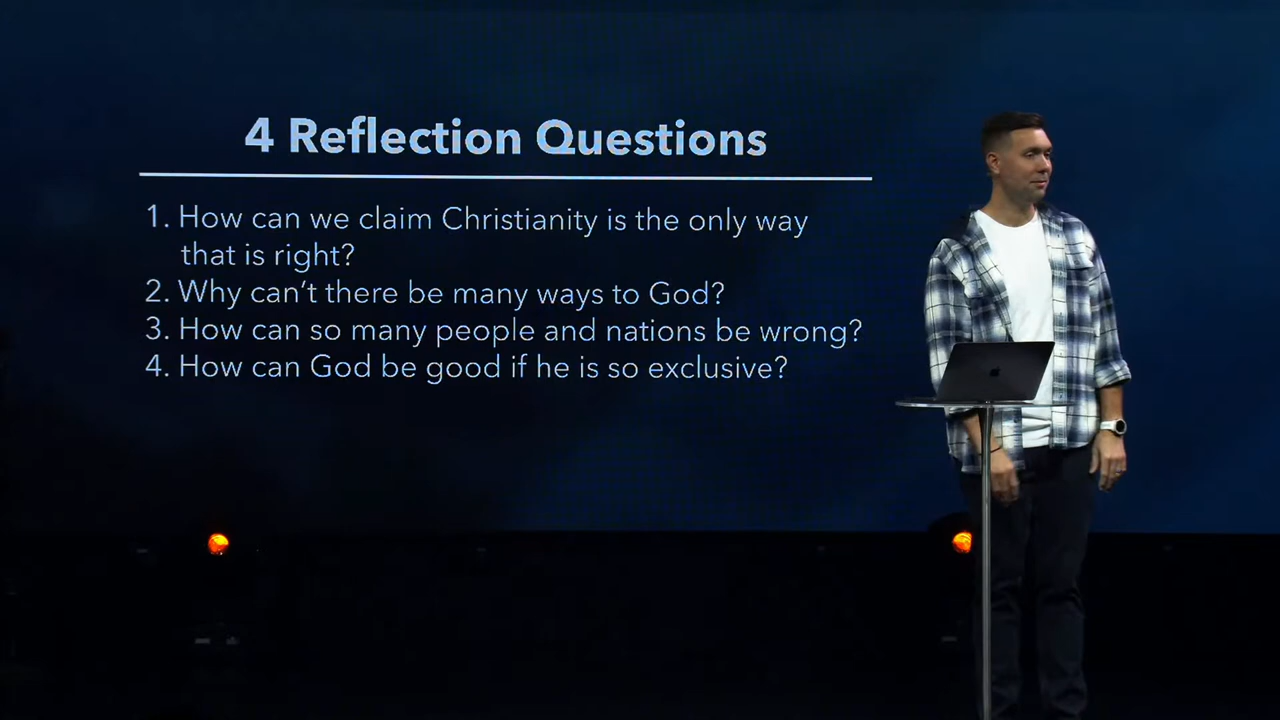 4 Reflection Questions
1. How can we claim Christianity is the only way
that is right?
2. Why can't there be many ways to God?
3. How can so many people and nations be wrong?
4. How can God be good if he is so exclusive?